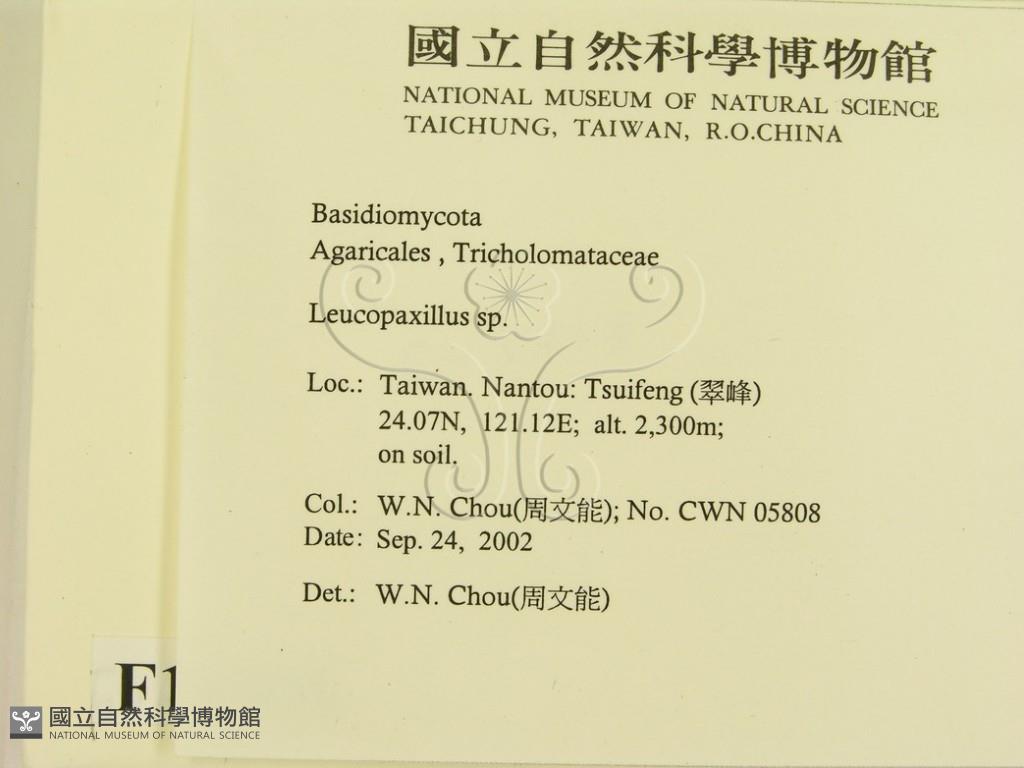 國立自然科學博物館
NATIONAL MUSEUM OF NATURAL SCIENCE
TAICHUNG, TAIWAN, R.O.CHINA
Basidiomycota
Agaricales , Tricholomataceae
Leucopaxillus sp.
Loc.: Taiwan. Nantou: Tsuifeng (翠峰)
24.07N, 121.12E; alt. 2,300m;
on soil.
Col.: W.N. Chou(周文能); No. CWN 05808
Date: Sep. 24, 2002
Det.: W.N. Chou(周文能)
F1
國立自然科學博物館
NATIONAL MUSEUM OF NATURAL SCIENCE